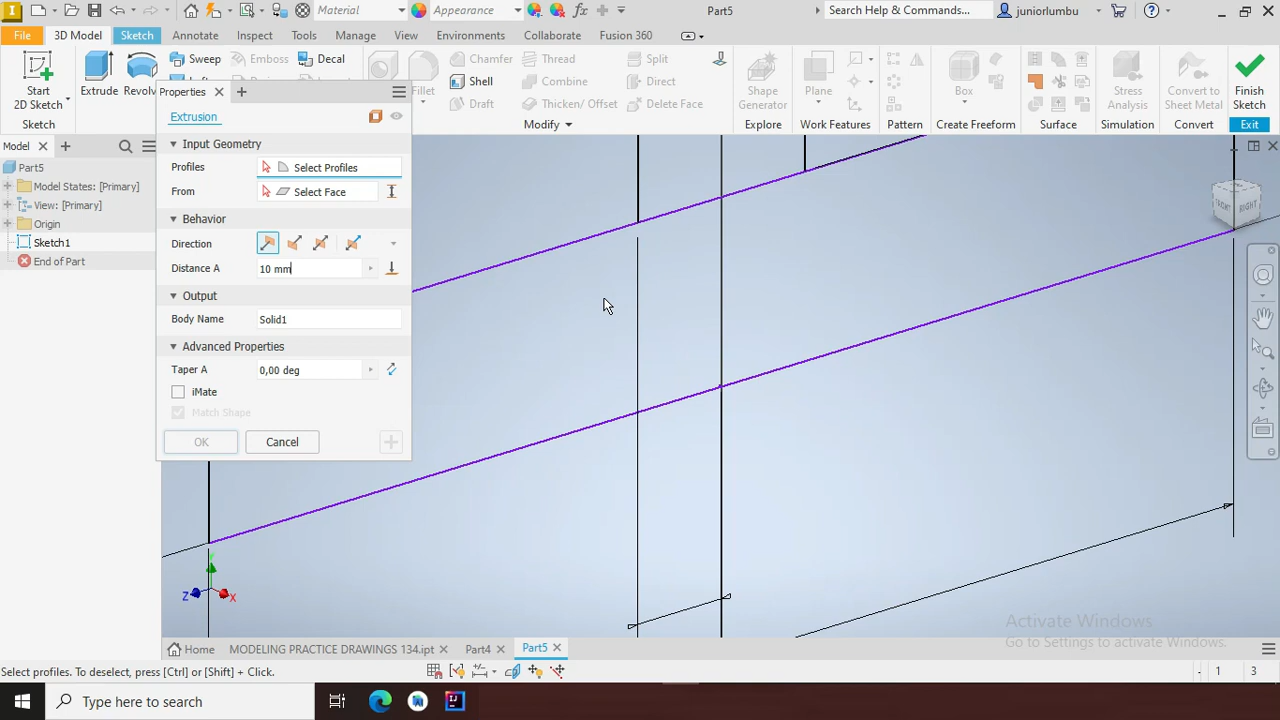 Material
Appearance
Part5
Search Help & Commands...
juniorlumbu
File
3D Model
Sketch
Annotate
Inspect
Tools
Manage
View
Environments
Collaborate
Fusion 360
Start
2D Sketch
Extrude
Revolv
Sweep
Emboss
Decal
Fillet
Chamfer
Shell
Draft
Thread
Combine
Thicken/ Offset
Split
Direct
Delete Face
Shape
Generator
Plane
Box
Stress
Analysis
Convert to
Sheet Metal
Finish
Sketch
Sketch
Modify
Explore
Work Features
Pattern
Create Freeform
Surface
Simulation
Convert
Exit
Model
Part5
Model States: [Primary]
View: [Primary]
Origin
Sketch1
End of Part
Properties
Extrusion
Input Geometry
Profiles
Select Profiles
From
Select Face
Behavior
Direction
Distance A
10 mm
Output
Body Name
Solid1
Advanced Properties
Taper A
0,00 deg
iMate
Match Shape
OK
Cancel
FRONT
RIGHT
Y
Z
X
Activate Windows
Go to Settings to activate Windows.
Home
MODELING PRACTICE DRAWINGS 134.ipt
Part4
Part5
Select profiles. To deselect, press [Ctrl] or [Shift] + Click.
1
3
Type here to search